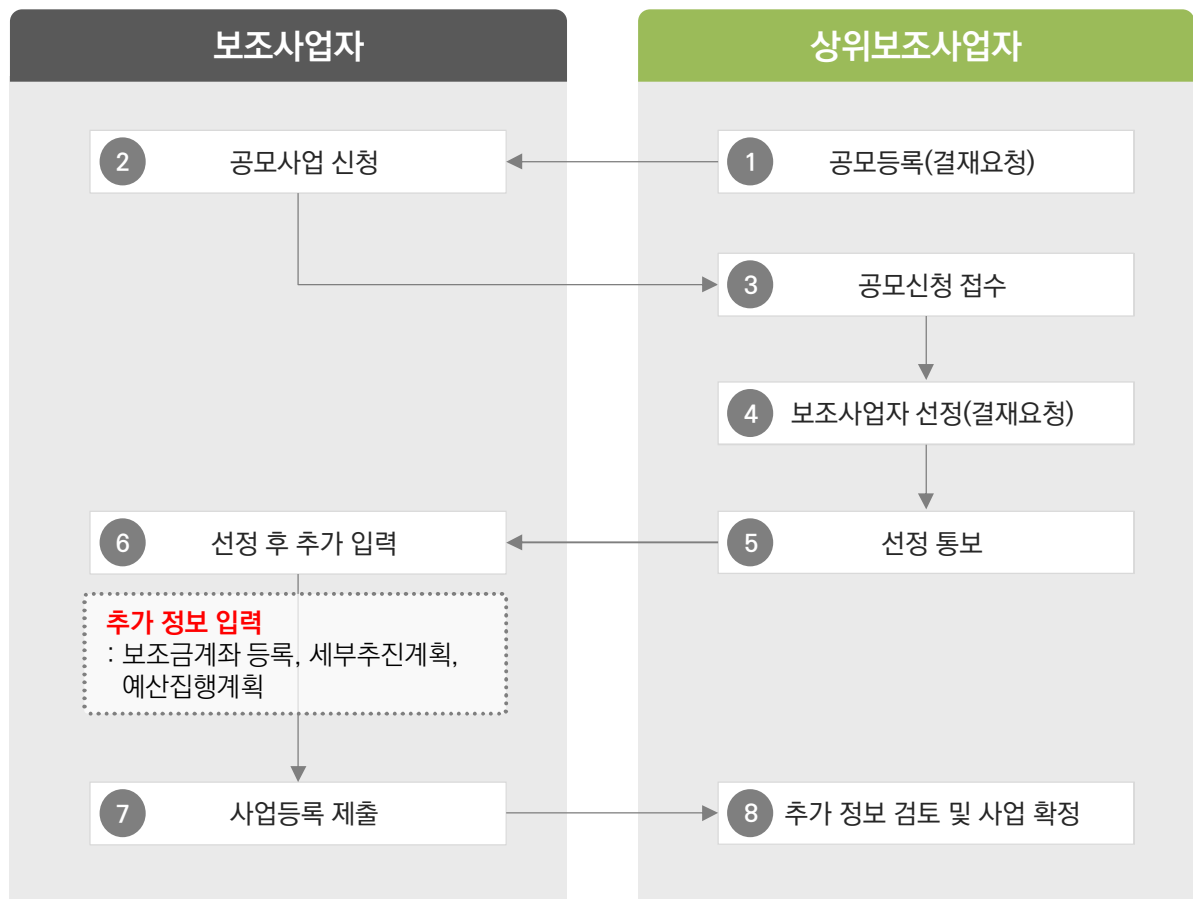 보조사업자
상위보조사업자
2 공모사업 신청
1 공모등록(결재요청)
3 공모신청 접수
4 보조사업자 선정(결재요청)
6 선정 후 추가 입력
5 선정 통보
추가 정보 입력
: 보조금계좌 등록, 세부추진계획,
예산집행계획
7 사업등록 제출
8 추가 정보 검토 및 사업 확정